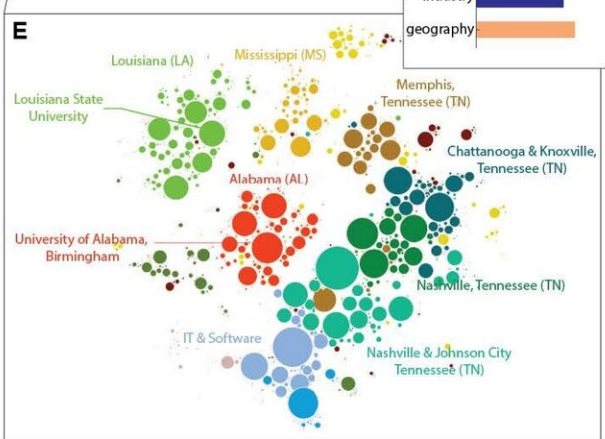 E
industry
geography
Louisiana (LA)
Mississippi (MS)
Memphis,
Tennessee (TN)
Louisiana State
University
Chattanooga & Knoxville,
Tennessee (TN)
Alabama (AL)
University of Alabama,
Birmingham
Nashville, Tennessee (TN)
IT & Software
Nashville & Johnson City
Tennessee (TN)